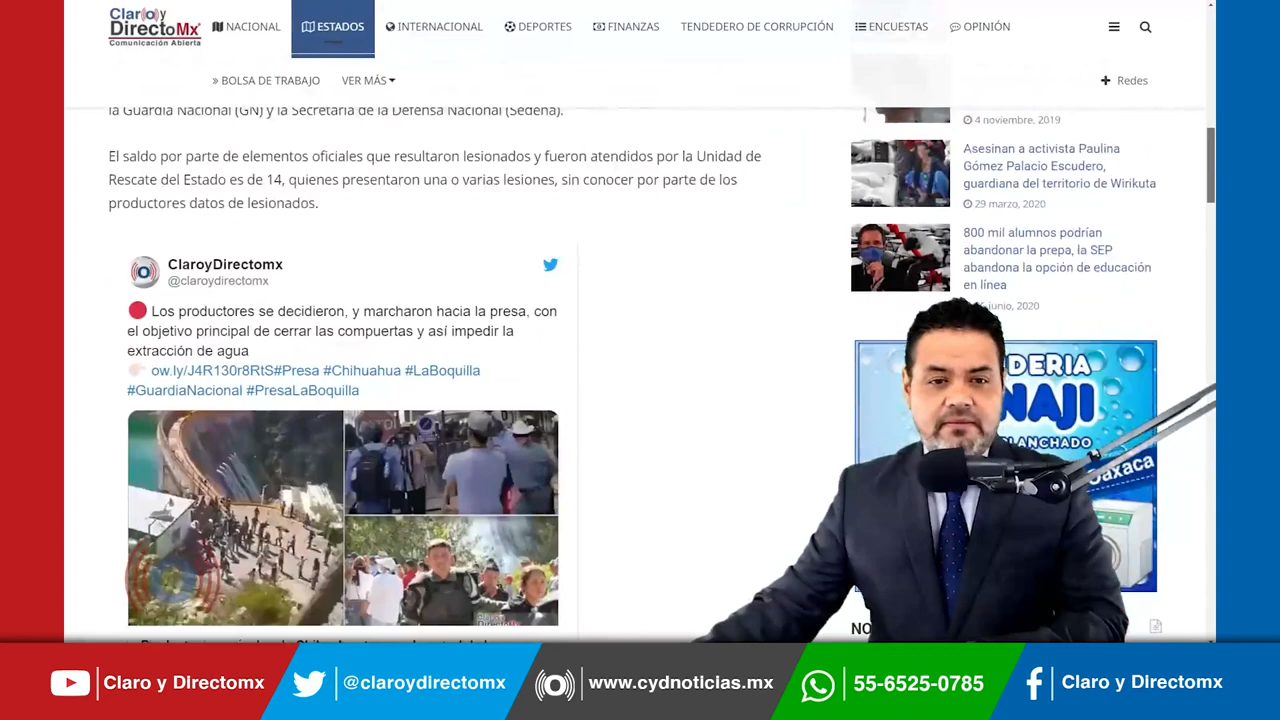 Claro y
DirectoMx
Comunicación Abierta
NACIONAL
ESTADOS
INTERNACIONAL
DEPORTES
FINANZAS
TENDEDERO DE CORRUPCIÓN
ENCUESTAS
OPINIÓN
» BOLSA DE TRABAJO
VER MÁS
Redes
la Guardia Nacional (GN) y la Secretaría de la Defensa Nacional (Sedena).
El saldo por parte de elementos oficiales que resultaron lesionados y fueron atendidos por la Unidad de
Rescate del Estado es de 14, quienes presentaron una o varias lesiones, sin conocer por parte de los
productores datos de lesionados.
ClaroyDirectomx
@claroydirectomx
Los productores se decidieron, y marcharon hacia la presa, con
el objetivo principal de cerrar las compuertas y así impedir la
extracción de agua
ow.ly/J4R130r8RtS#Presa #Chihuahua #LaBoquilla
#GuardiaNacional #PresaLaBoquilla
4 noviembre, 2019
Asesinan a activista Paulina
Gómez Palacio Escudero,
guardiana del territorio de Wirikuta
29 marzo, 2020
800 mil alumnos podrían
abandonar la prepa, la SEP
abandona la opción de educación
en línea
junio, 2020
DERIA
NAJI
PLANCHADO
oaxaca
NO
Claro y Directomx
@claroydirectomx
www.cydnoticias.mx
55-6525-0785
Claro y Directomx